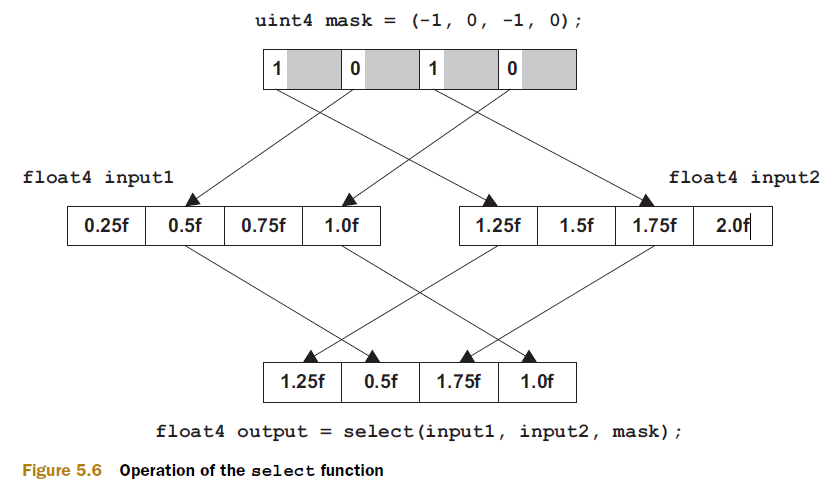 uint4 mask = (-1, 0, -1, 0);
1 0 1 0
float4 input1 float4 input2
0.25f 0.5f 0.75f 1.0f 1.25f 1.5f 1.75f 2.0f
1.25f 0.5f 1.75f 1.0f
float4 output = select(input1, input2, mask);
Figure 5.6 Operation of the select function